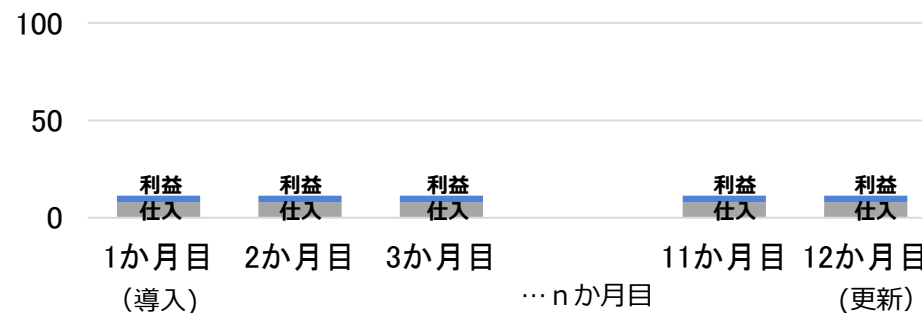 100
50
0
利益 利益 利益 利益 利益
仕入 仕入 仕入 仕入 仕入
1か月目 2か月目 3か月目 11か月目 12か月目
（導入） …ｎか月目 （更新）